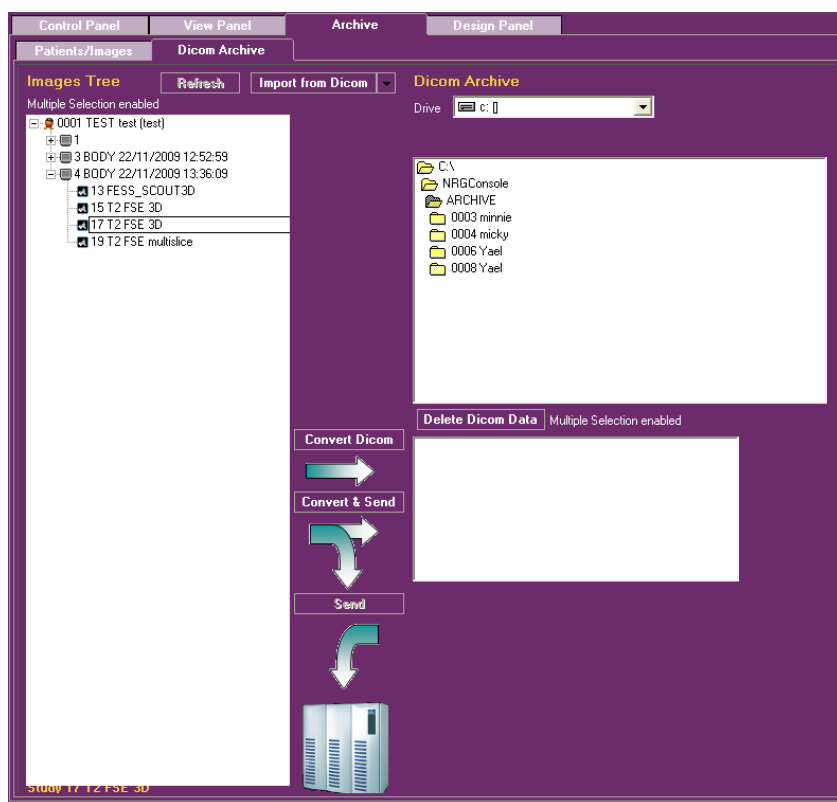 Control Panel View Panel Archive Design Panel
Patients/Images Dicom Archive
Images Tree Refresh Import from Dicom
Multiple Selection enabled
0001 TEST test (test)
1
3 BODY 22/11/2009 12:52:59
4 BODY 22/11/2009 13:36:09
13 FESS_SCOUT3D
15 T2 FSE 3D
17 T2 FSE 3D
19 T2 FSE multislice
Study 17 T2 FSE 3D
Convert Dicom
Convert & Send
Send
Dicom Archive
Drive c: []
C:\
NRGConsole
ARCHIVE
0003 minnie
0004 micky
0006 Yael
0008 Yael
Delete Dicom Data Multiple Selection enabled